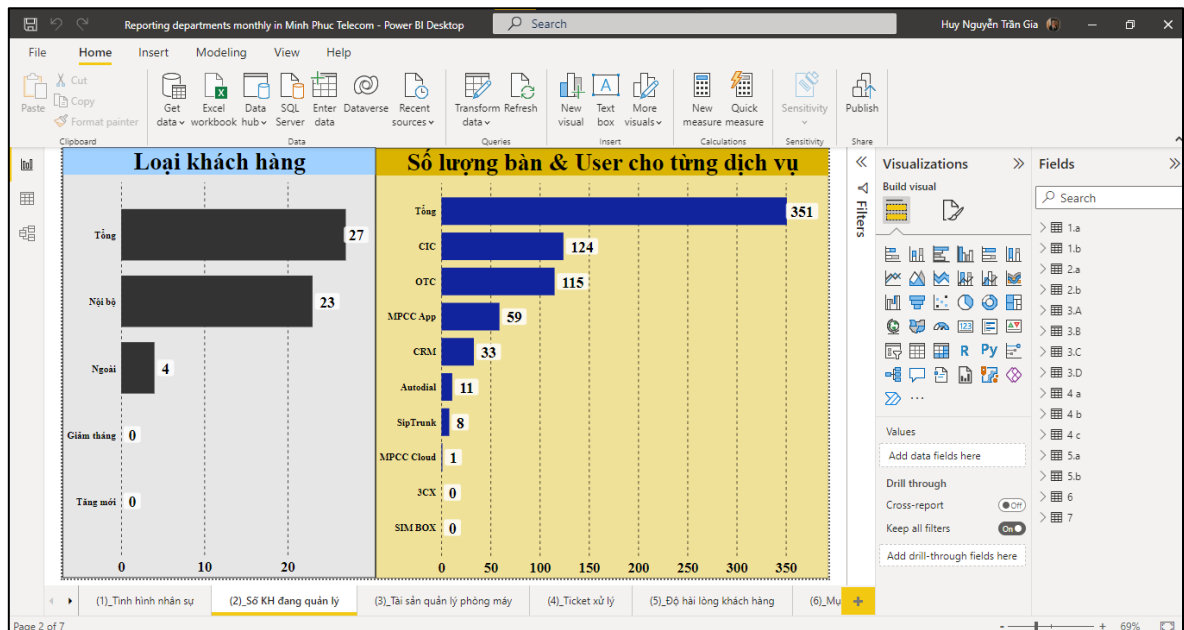 Reporting departments monthly in Minh Phuc Telecom - Power BI Desktop
Search
Huy Nguyễn Trần Gia
File Home Insert Modeling View Help
Paste
Cut
Copy
Format painter
Clipboard
Get data
Excel workbook
Data hub
SQL Server
Enter data
Dataverse
Recent sources
Data
Transform data
Refresh
Queries
New visual
Text box
More visuals
Insert
New measure
Quick measure
Calculations
Sensitivity
Sensitivity
Publish
Share
Loại khách hàng
Tổng 27
Nội bộ 23
Ngoài 4
Giảm tháng 0
Tăng mới 0
0 10 20
Số lượng bàn & User cho từng dịch vụ
Tổng 351
CIC 124
OTC 115
MPCC App 59
CRM 33
Autodial 11
SipTrunk 8
MPCC Cloud 1
3CX 0
SIM BOX 0
0 50 100 150 200 250 300 350
Filters
Visualizations
Build visual
123
R Py
...
Values
Add data fields here
Drill through
Cross-report Off
Keep all filters On
Add drill-through fields here
Fields
Search
1.a
1.b
2.a
2.b
3.A
3.B
3.C
3.D
4 a
4 b
4 c
5.a
5.b
6
7
(1)_Tình hình nhân sự (2)_Số KH đang quản lý (3)_Tài sản quản lý phòng máy (4)_Ticket xử lý (5)_Độ hài lòng khách hàng (6)_Mụ
Page 2 of 7
- + 69%